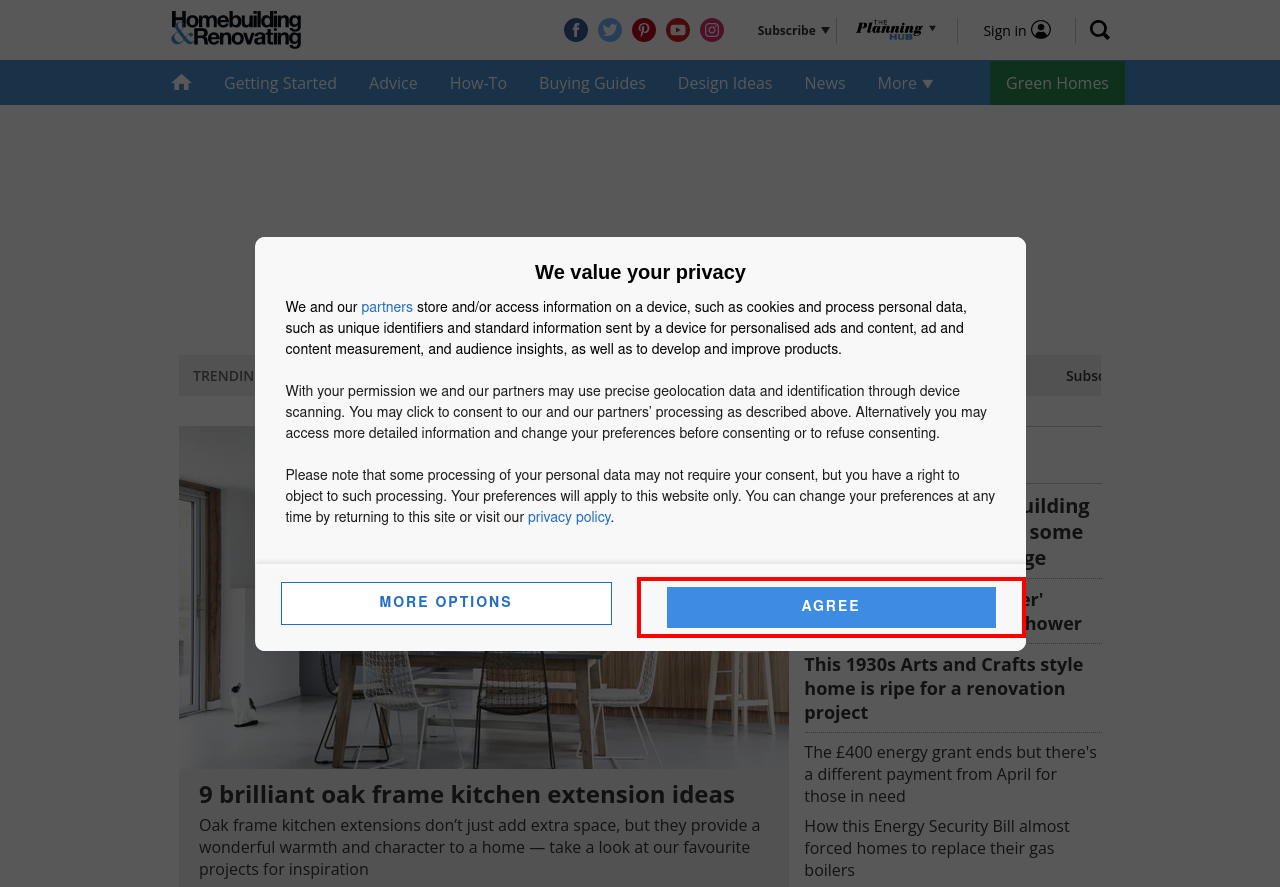 Homebuilding
&Renovating
Subscribe
THE
Planning
HUB
Sign in
Getting Started
Advice
How-To
Buying Guides
Design Ideas
News
More
Green Homes
We value your privacy
We and our partners store and/or access information on a device, such as cookies and process personal data,
such as unique identifiers and standard information sent by a device for personalised ads and content, ad and
content measurement, and audience insights, as well as to develop and improve products.
With your permission we and our partners may use precise geolocation data and identification through device
scanning. You may click to consent to our and our partners’ processing as described above. Alternatively you may
access more detailed information and change your preferences before consenting or to refuse consenting.
Please note that some processing of your personal data may not require your consent, but you have a right to
object to such processing. Your preferences will apply to this website only. You can change your preferences at any
time by returning to this site or visit our privacy policy.
MORE OPTIONS
AGREE
TRENDIN
Subsc
uilding
some
ge
er'
hower
This 1930s Arts and Crafts style
home is ripe for a renovation
project
The £400 energy grant ends but there's
a different payment from April for
those in need
How this Energy Security Bill almost
forced homes to replace their gas
boilers
9 brilliant oak frame kitchen extension ideas
Oak frame kitchen extensions don’t just add extra space, but they provide a
wonderful warmth and character to a home — take a look at our favourite
projects for inspiration